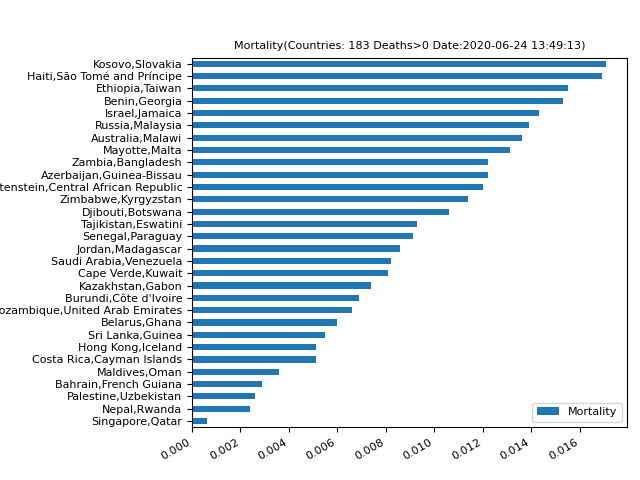 Mortality(Countries: 183 Deaths>0 Date:2020-06-24 13:49:13)
Kosovo,Slovakia
Haiti,São Tomé and Príncipe
Ethiopia,Taiwan
Benin,Georgia
Israel,Jamaica
Russia,Malaysia
Australia,Malawi
Mayotte,Malta
Zambia,Bangladesh
Azerbaijan,Guinea-Bissau
tenstein,Central African Republic
Zimbabwe,Kyrgyzstan
Djibouti,Botswana
Tajikistan,Eswatini
Senegal,Paraguay
Jordan,Madagascar
Saudi Arabia,Venezuela
Cape Verde,Kuwait
Kazakhstan,Gabon
Burundi,Côte d'Ivoire
ozambique,United Arab Emirates
Belarus,Ghana
Sri Lanka,Guinea
Hong Kong,Iceland
Costa Rica,Cayman Islands
Maldives,Oman
Bahrain,French Guiana
Palestine,Uzbekistan
Nepal,Rwanda
Singapore,Qatar
Mortality
0.000 0.002 0.004 0.006 0.008 0.010 0.012 0.014 0.016